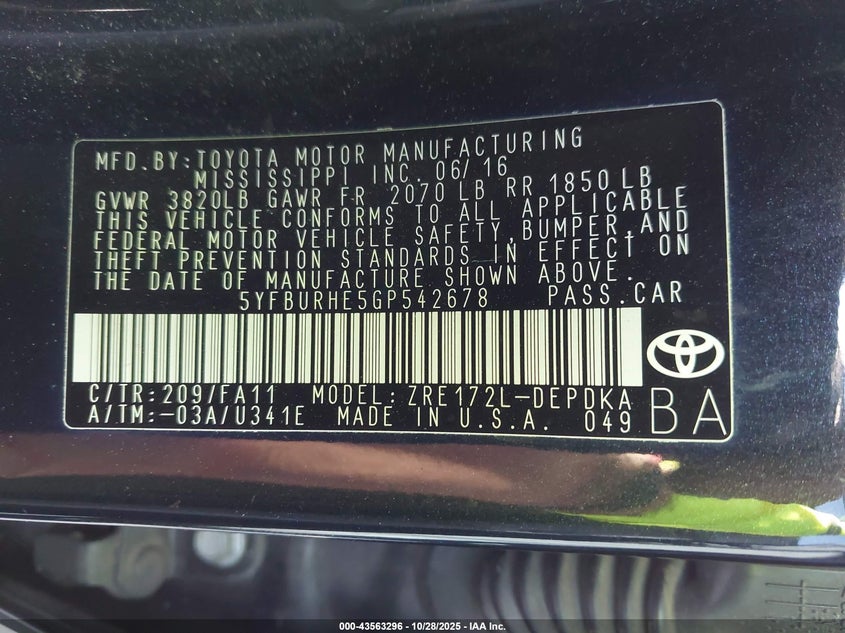 MFD.BY:TOYOTA MOTOR MANUFACTURING
MISSISSIPPI INC. 06/16
GVWR 3820LB GAWR FR 2070 LB RR 1850 LB
THIS VEHICLE CONFORMS TO ALL APPLICABLE
FEDERAL MOTOR VEHICLE SAFETY,BUMPER,AND
THEFT PREVENTION STANDARDS IN EFFECT ON
THE DATE OF MANUFACTURE SHOWN ABOVE.
5YFBURHE5GP542678 PASS.CAR
C/TR:209/FA11 MODEL:ZRE172L-DEPDKA
A/TM:-03A/U341E MADE IN U.S.A. 049 BA
000-43563296 - 10/28/2025 - IAA Inc.